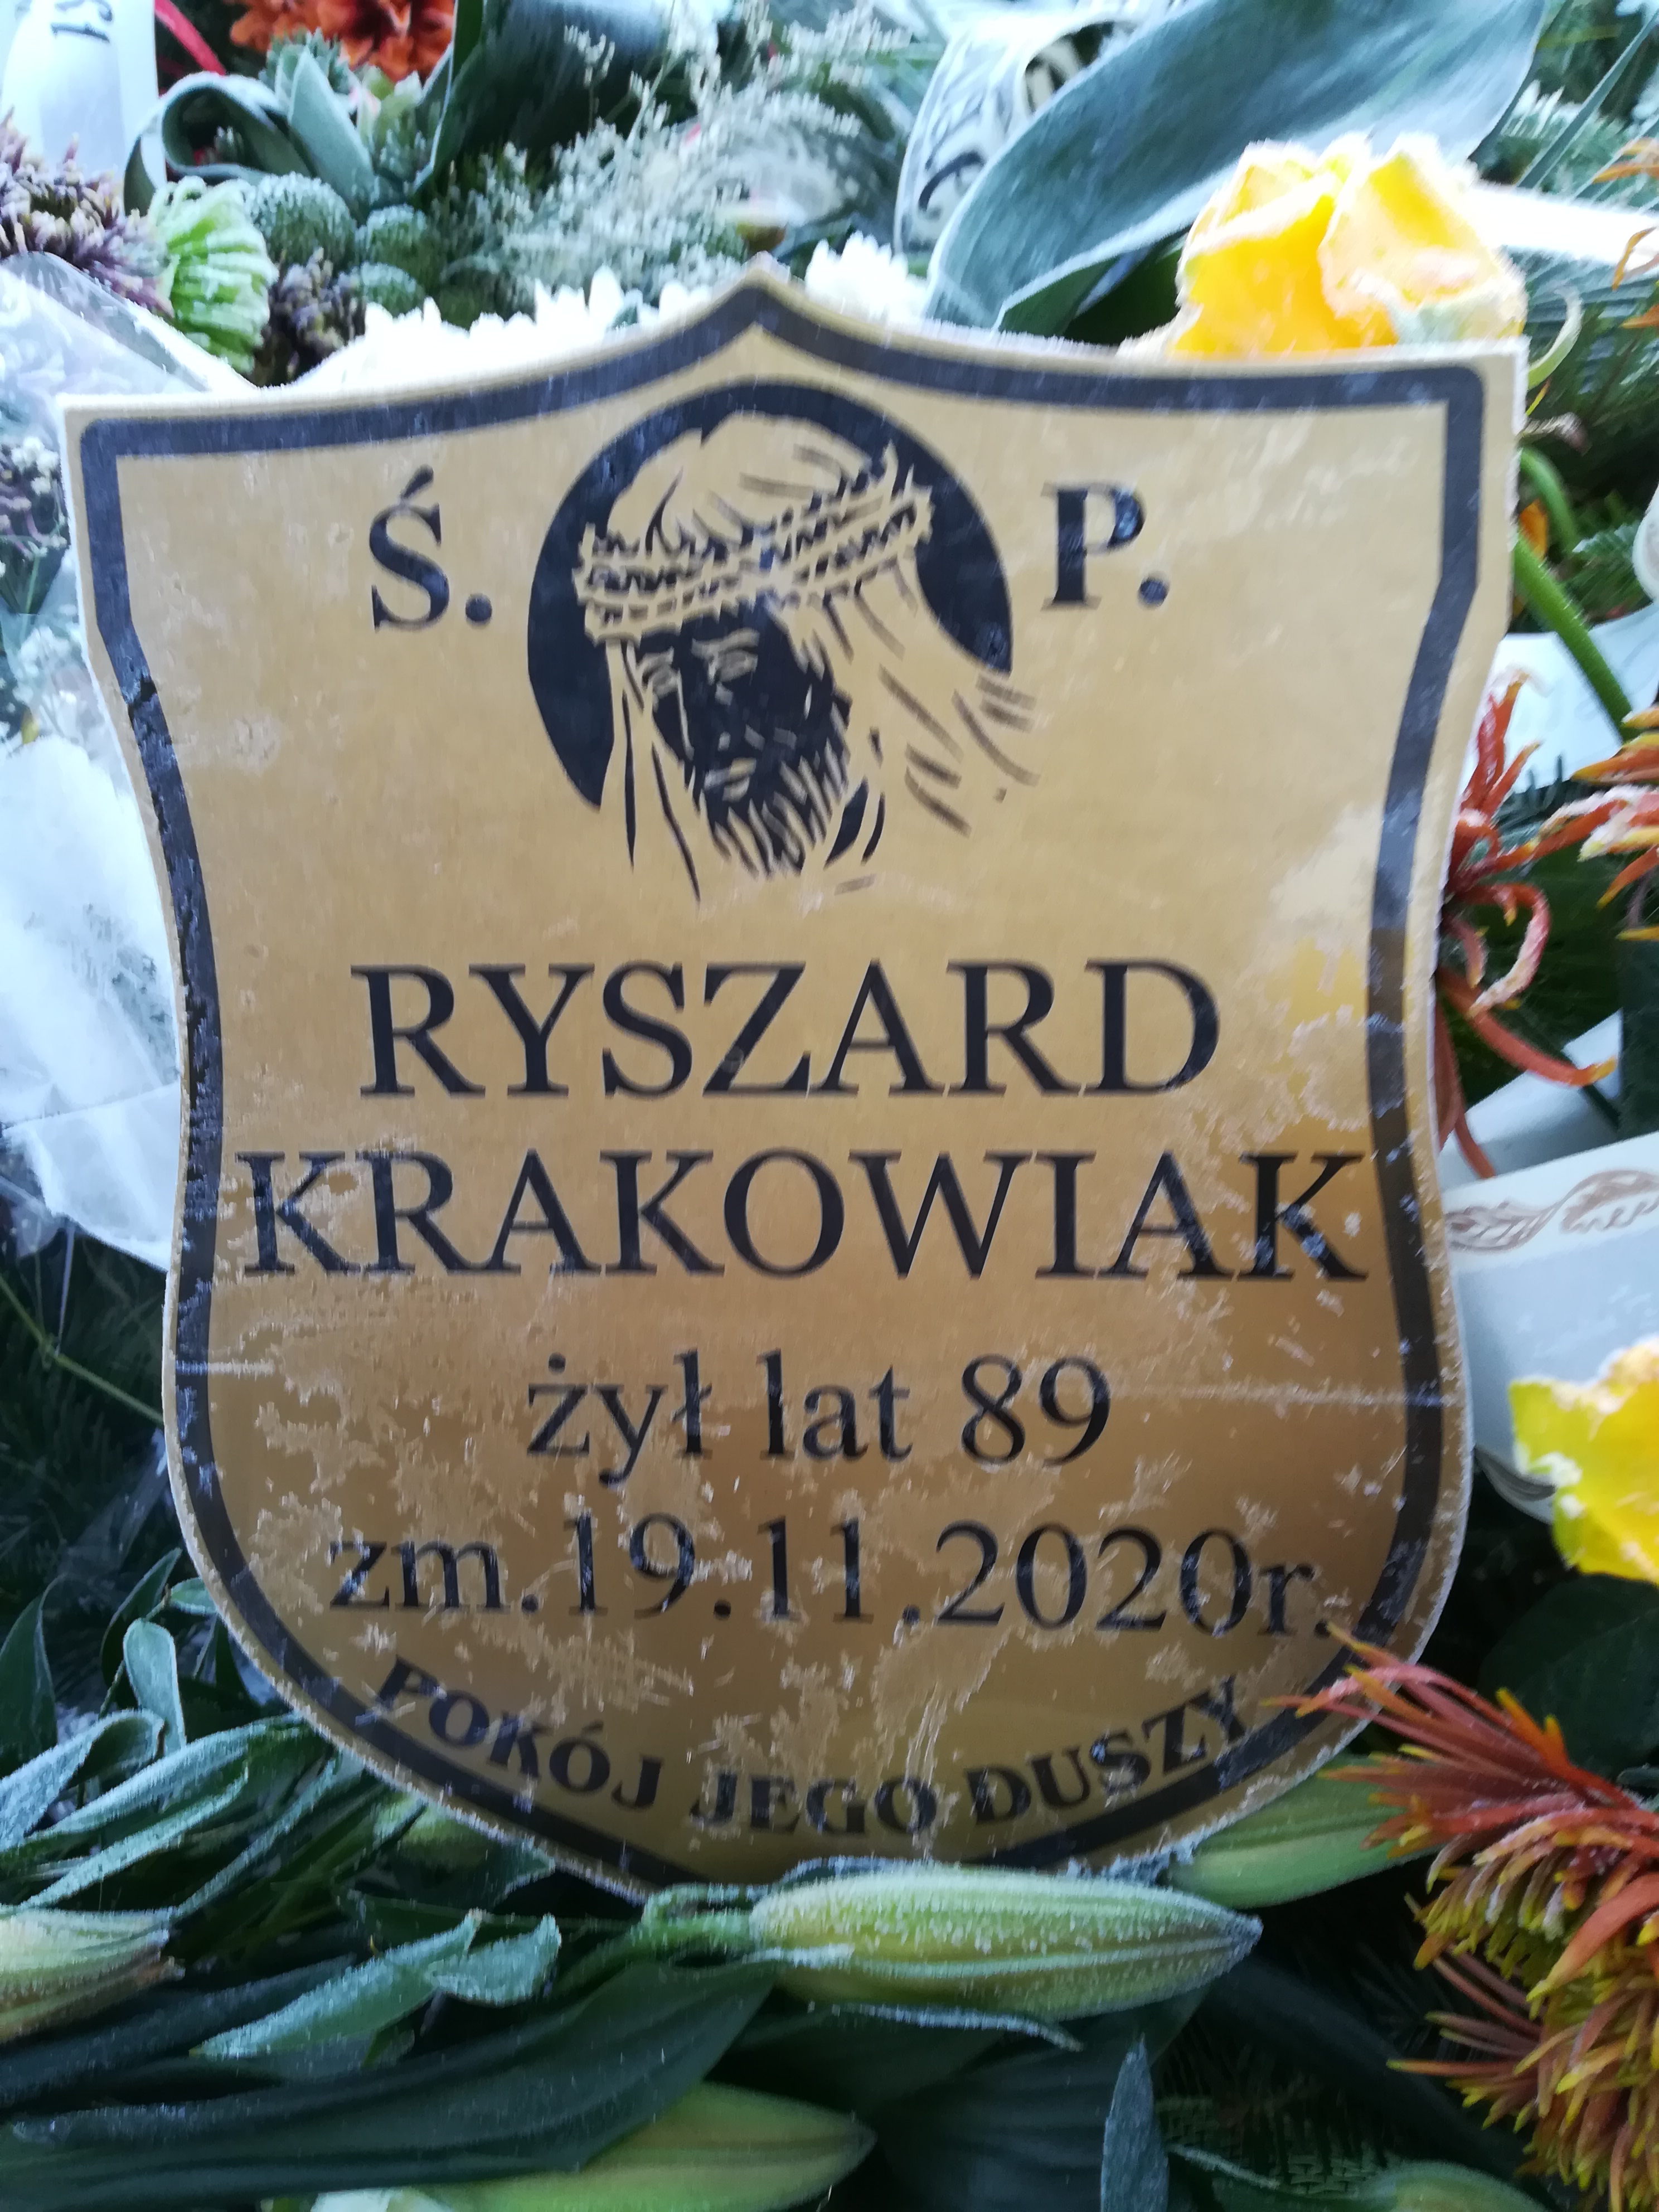 Ś. P.
RYSZARD
KRAKOWIAK
żył lat 89
zm.19.11.2020r.
POKÓJ JEGO DUSZY